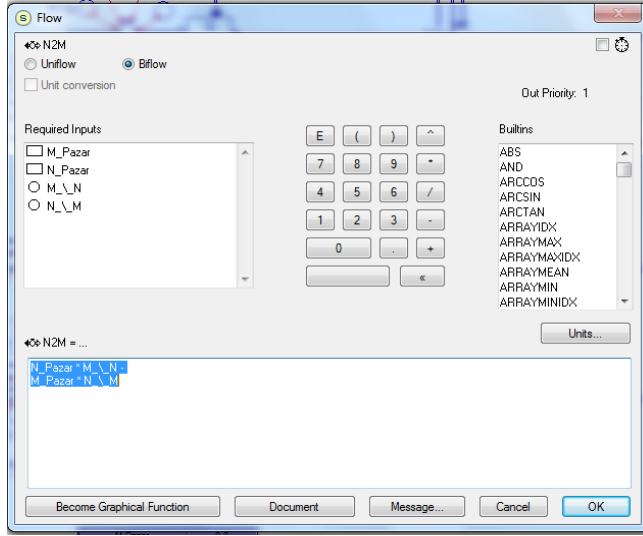 S Flow
N2M
Uniflow
Biflow
Unit conversion
Out Priority: 1
Required Inputs
Builtins
M_Pazar
N_Pazar
M_\_N
N_\_M
E ( ) ^
7 8 9 *
4 5 6 /
1 2 3 -
0 . +
«
ABS
AND
ARCCOS
ARCSIN
ARCTAN
ARRAYIDX
ARRAYMAX
ARRAYMAXIDX
ARRAYMEAN
ARRAYMIN
ARRAYMINIDX
Units...
N2M = ...
N_Pazar * M_\_N -
M_Pazar * N_\_M
Become Graphical Function
Document
Message...
Cancel
OK